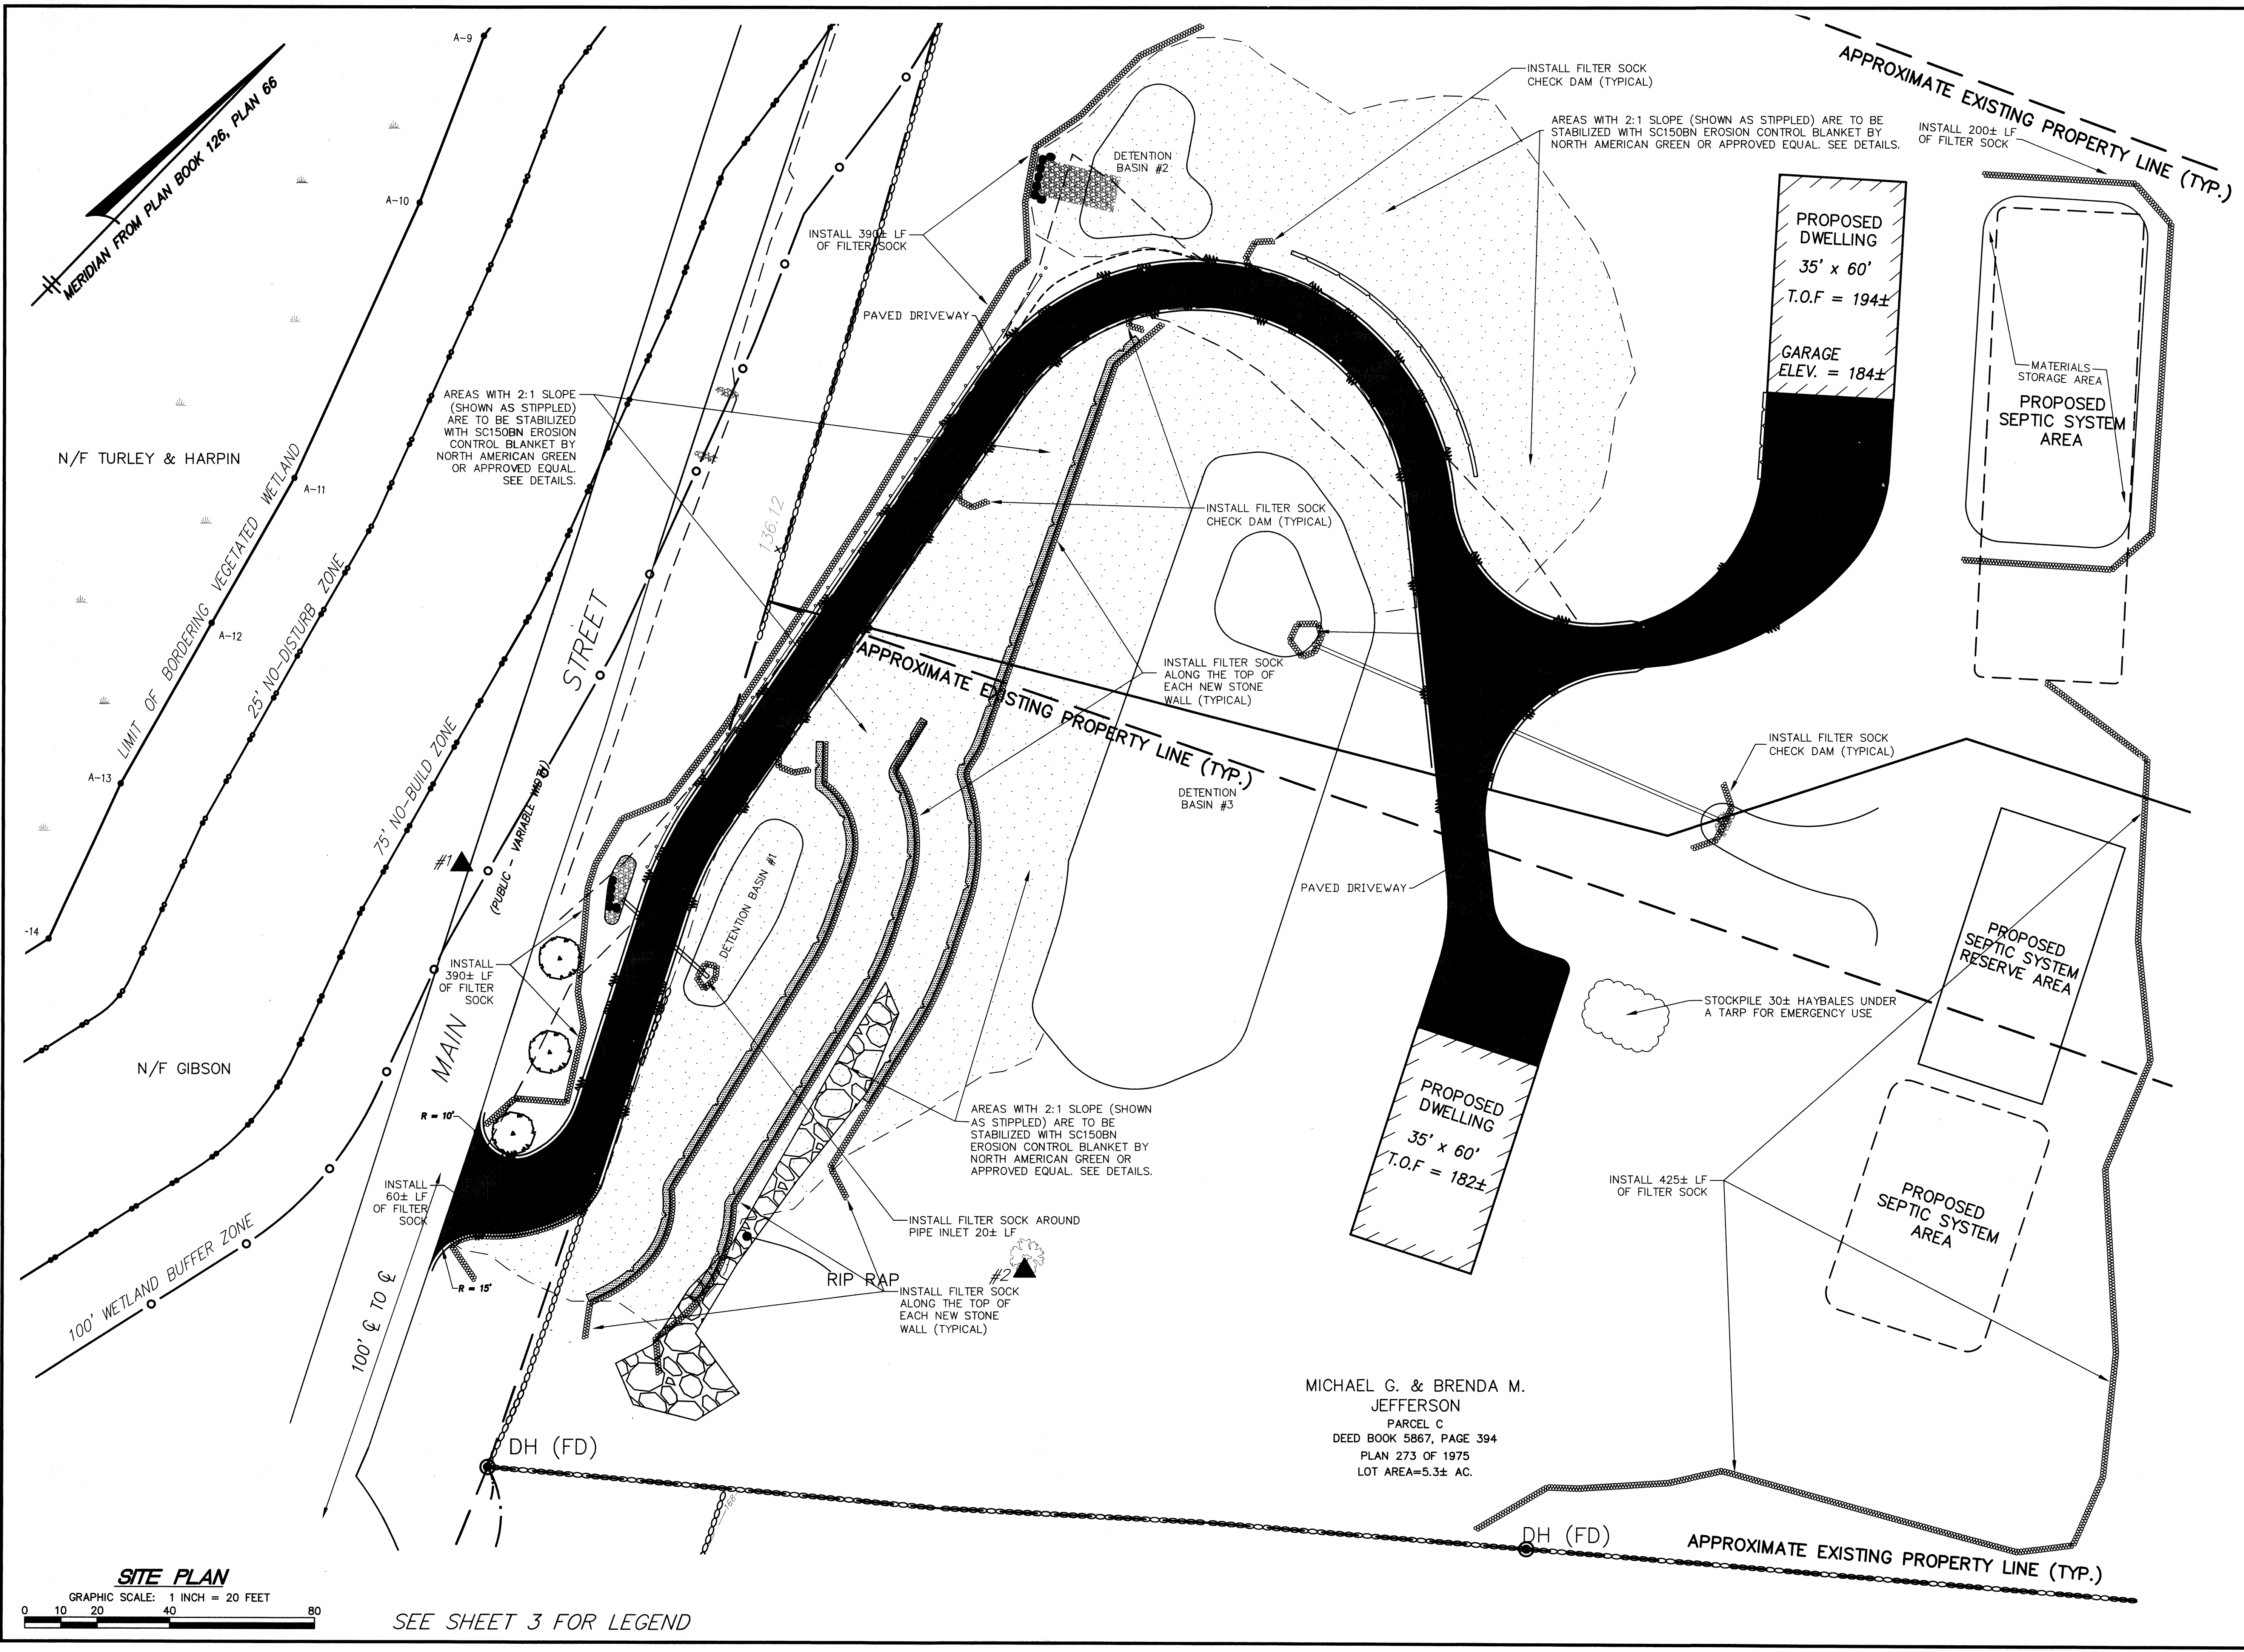 A-9
MERIDIAN FROM PLAN BOOK 126, PLAN 66
A-10
N/F TURLEY & HARPIN
A-11
LIMIT OF BORDERING VEGETATED WETLAND
A-12
25' NO-DISTURB ZONE
A-13
75' NO-BUILD ZONE
-14
N/F GIBSON
100' WETLAND BUFFER ZONE
MAIN STREET
(PUBLIC - VARIABLE WIDTH)
#1
136.12
INSTALL FILTER SOCK
CHECK DAM (TYPICAL)
AREAS WITH 2:1 SLOPE (SHOWN AS STIPPLED) ARE TO BE
STABILIZED WITH SC150BN EROSION CONTROL BLANKET BY
NORTH AMERICAN GREEN OR APPROVED EQUAL. SEE DETAILS.
APPROXIMATE EXISTING PROPERTY LINE (TYP.)
INSTALL 200± LF
OF FILTER SOCK
DETENTION
BASIN #2
INSTALL 390± LF
OF FILTER SOCK
PAVED DRIVEWAY
PROPOSED
DWELLING
35' x 60'
T.O.F = 194±
GARAGE
ELEV. = 184±
MATERIALS
STORAGE AREA
PROPOSED
SEPTIC SYSTEM
AREA
AREAS WITH 2:1 SLOPE
(SHOWN AS STIPPLED)
ARE TO BE STABILIZED
WITH SC150BN EROSION
CONTROL BLANKET BY
NORTH AMERICAN GREEN
OR APPROVED EQUAL.
SEE DETAILS.
INSTALL FILTER SOCK
CHECK DAM (TYPICAL)
INSTALL FILTER SOCK
ALONG THE TOP OF
EACH NEW STONE
WALL (TYPICAL)
APPROXIMATE EXISTING PROPERTY LINE (TYP.)
DETENTION
BASIN #3
INSTALL FILTER SOCK
CHECK DAM (TYPICAL)
PAVED DRIVEWAY
DETENTION BASIN #1
INSTALL
390± LF
OF FILTER
SOCK
PROPOSED
SEPTIC SYSTEM
RESERVE AREA
STOCKPILE 30± HAYBALES UNDER
A TARP FOR EMERGENCY USE
R = 10'
AREAS WITH 2:1 SLOPE (SHOWN
AS STIPPLED) ARE TO BE
STABILIZED WITH SC150BN
EROSION CONTROL BLANKET BY
NORTH AMERICAN GREEN OR
APPROVED EQUAL. SEE DETAILS.
PROPOSED
DWELLING
35' x 60'
T.O.F = 182±
INSTALL
60± LF
OF FILTER
SOCK
INSTALL 425± LF
OF FILTER SOCK
PROPOSED
SEPTIC SYSTEM
AREA
INSTALL FILTER SOCK AROUND
PIPE INLET 20± LF
R = 15'
RIP RAP
#2
INSTALL FILTER SOCK
ALONG THE TOP OF
EACH NEW STONE
WALL (TYPICAL)
100' ℄ TO ℄
MICHAEL G. & BRENDA M.
JEFFERSON
PARCEL C
DEED BOOK 5867, PAGE 394
PLAN 273 OF 1975
LOT AREA=5.3± AC.
DH (FD)
168
DH (FD)
APPROXIMATE EXISTING PROPERTY LINE (TYP.)
SITE PLAN
GRAPHIC SCALE: 1 INCH = 20 FEET
0 10 20 40 80
SEE SHEET 3 FOR LEGEND